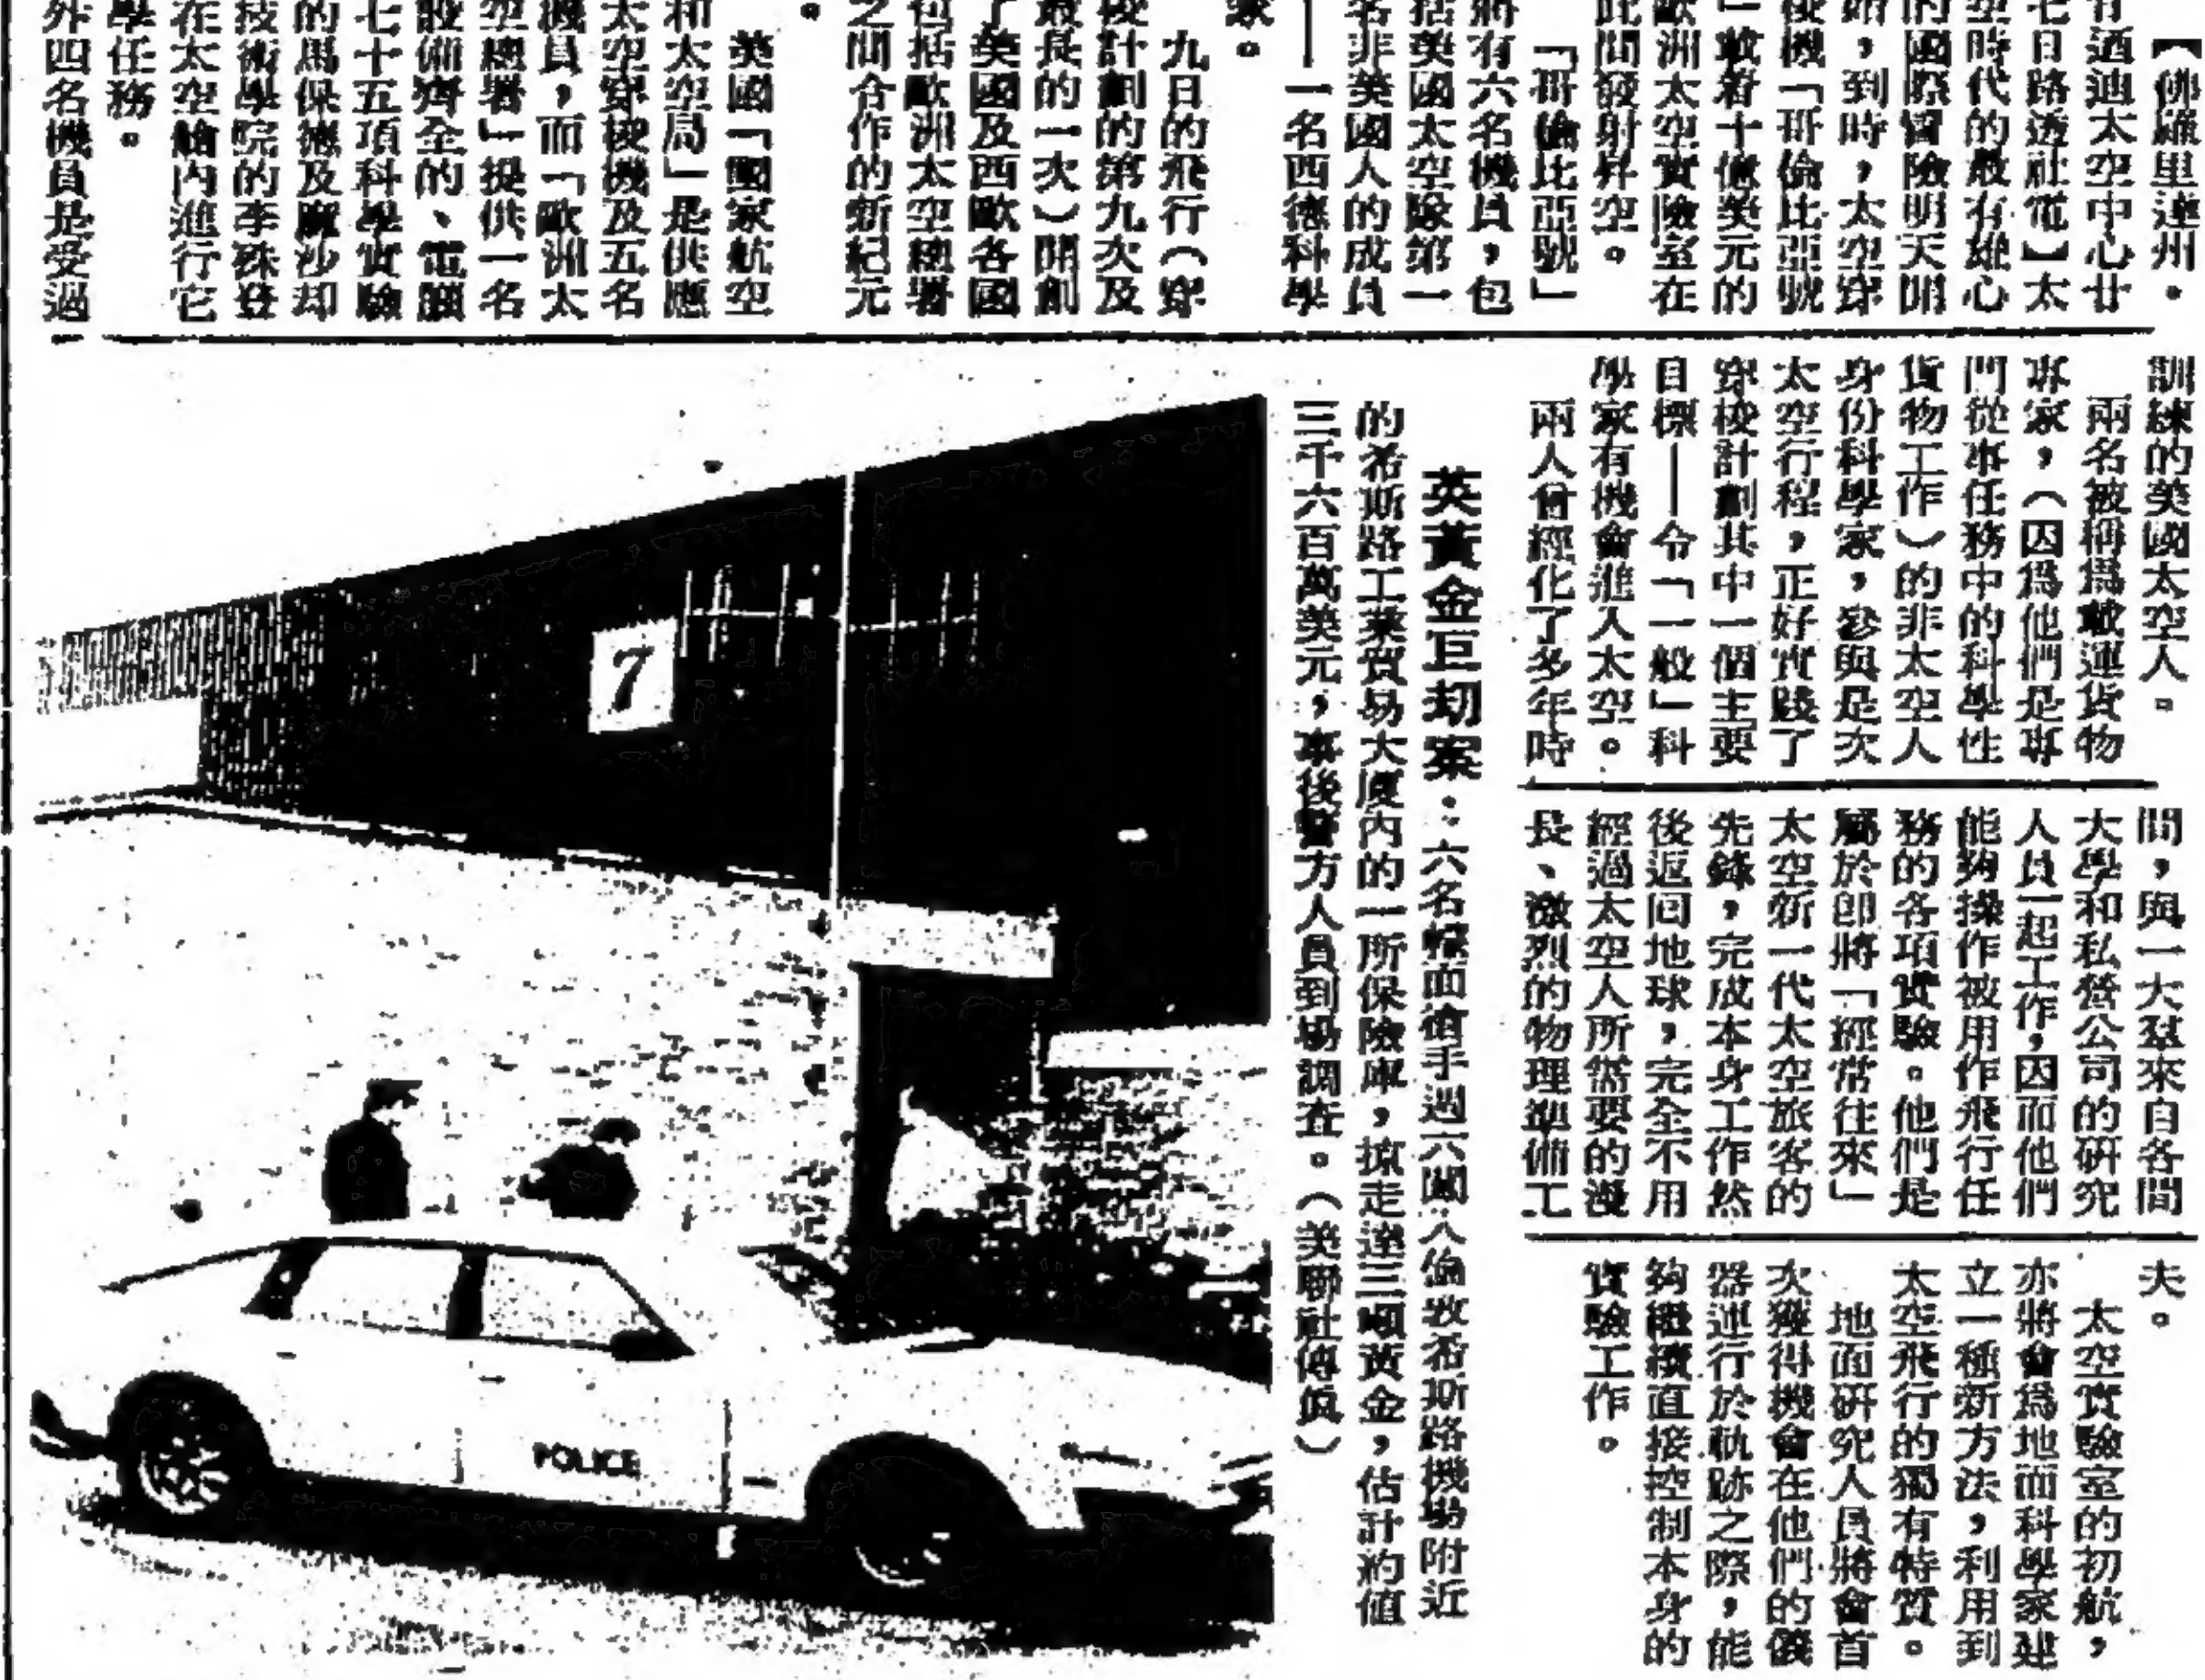 【佛羅里達州‧
迺迪太空中心廿
七日路透社電】太
空時代的最有雄心
的國際冒險明天開
始，到時，太空穿
梭機「哥倫比亞號
」載着十億美元的
歐洲太空實險室在
此間發射昇空。
「哥倫比亞號」
將有六名機員，包
括美國太空隊第一
名非美國人的成員
——一名西德科學
家。
九日的飛行（穿
梭計劃的第九次及
最長的一次）開創
了美國及西歐各國
包括歐洲太空總署
之間合作的新紀元
。
美國「國家航空
和太空局」是供應
太空穿梭機及五名
機員，而「歐洲太
空總署」提供一名
設備齊全的、電腦
七十五項科學實驗
的馬保德及麻沙却
技術學院的李殊登
在太空艙內進行它
學任務。
外四名機員是受過
訓練的美國太空人。
兩名被稱爲載運貨物
專家，（因爲他們是專
門從事任務中的科學性
貨物工作）的非太空人
身份科學家，參與是次
太空行程，正好實踐了
穿梭計劃其中一個主要
目標——令「一般」科
學家有機會進入太空。
兩人曾經化了多年時
間，與一大羣來自各間
大學和私營公司的研究
人員一起工作，因而他們
能夠操作被用作飛行任
務的各項實驗。他們是
屬於卽將「經常往來」
太空新一代太空旅客的
先鋒，完成本身工作然
後返回地球，完全不用
經過太空人所需要的漫
長、激烈的物理準備工
夫。
太空實驗室的初航，
亦將會爲地面科學家建
立一種新方法，利用到
太空飛行的獨有特質。
地面研究人員將會首
次獲得機會在他們的儀
器運行於軌跡之際，能
夠繼續直接控制本身的
實驗工作。
英黃金巨刧案：六名幪面鎗手週六闖入倫敦希斯路機場附近
的希斯路工業貿易大廈內的一所保險庫，掠走達三噸黃金，估計約值
三千六百萬美元，事後警方人員到場調查。（美聯社傳眞）
7
POLICE